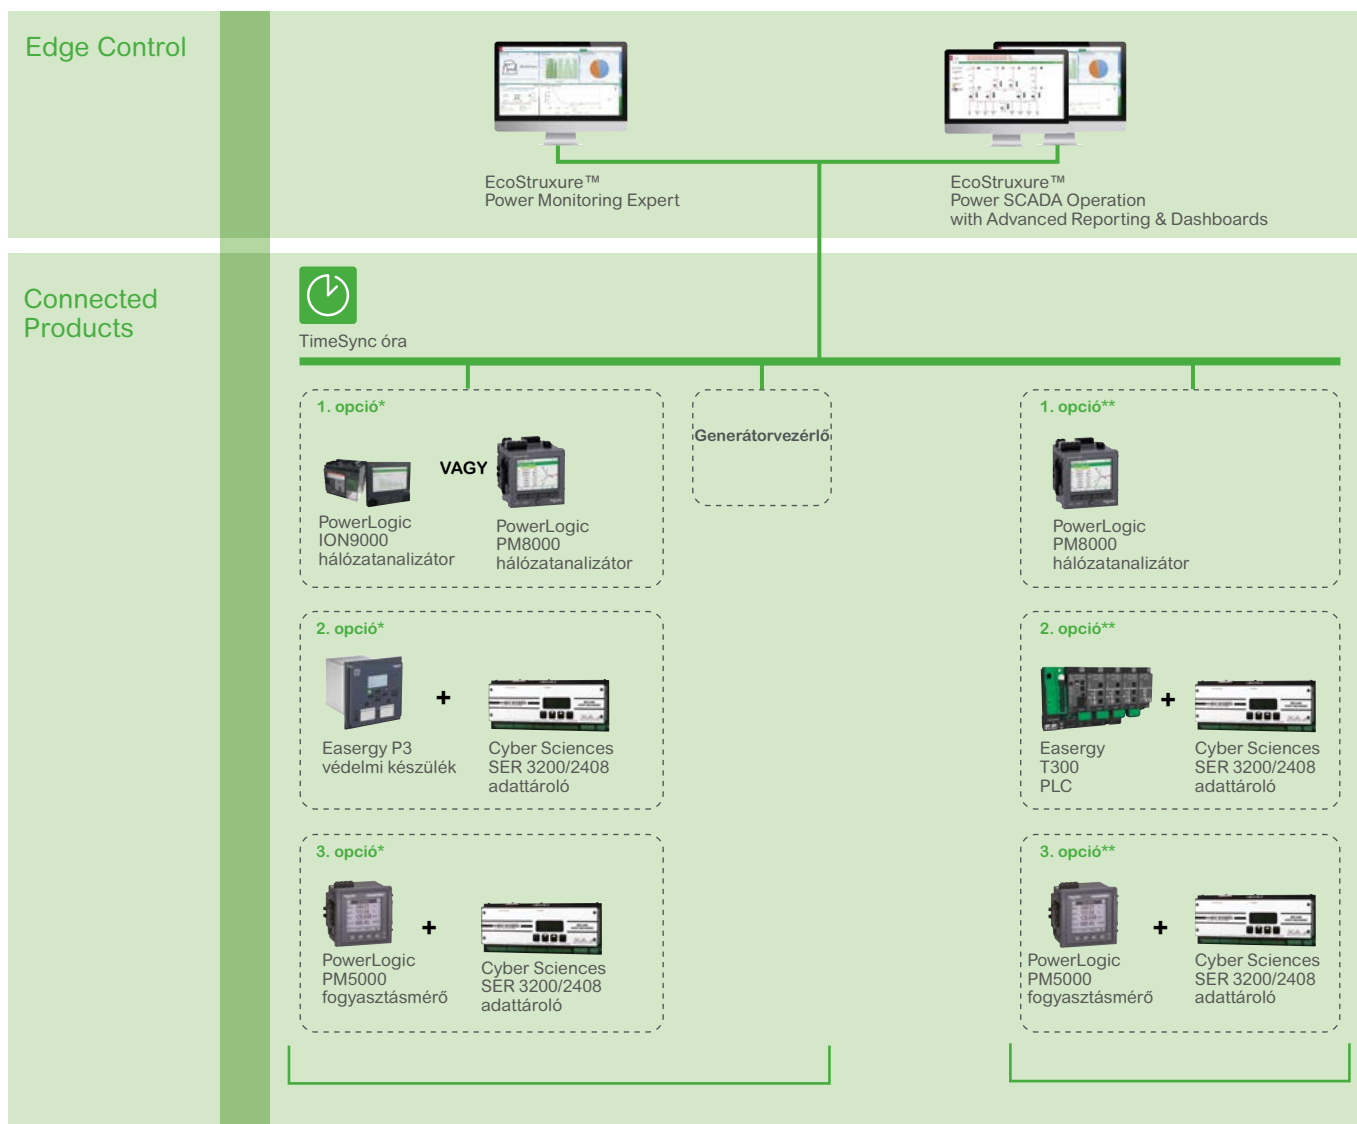 Edge Control
EcoStruxure™
Power Monitoring Expert
EcoStruxure™
Power SCADA Operation
with Advanced Reporting & Dashboards
Connected
Products
TimeSync óra
1. opció*
VAGY
PowerLogic
ION9000
hálózatanalizátor
PowerLogic
PM8000
hálózatanalizátor
Generátorvezérlő
1. opció**
PowerLogic
PM8000
hálózatanalizátor
2. opció*
+
Easergy P3
védelmi készülék
Cyber Sciences
SER 3200/2408
adattároló
2. opció**
+
Easergy
T300
PLC
Cyber Sciences
SER 3200/2408
adattároló
3. opció*
+
PowerLogic
PM5000
fogyasztásmérő
Cyber Sciences
SER 3200/2408
adattároló
3. opció**
+
PowerLogic
PM5000
fogyasztásmérő
Cyber Sciences
SER 3200/2408
adattároló